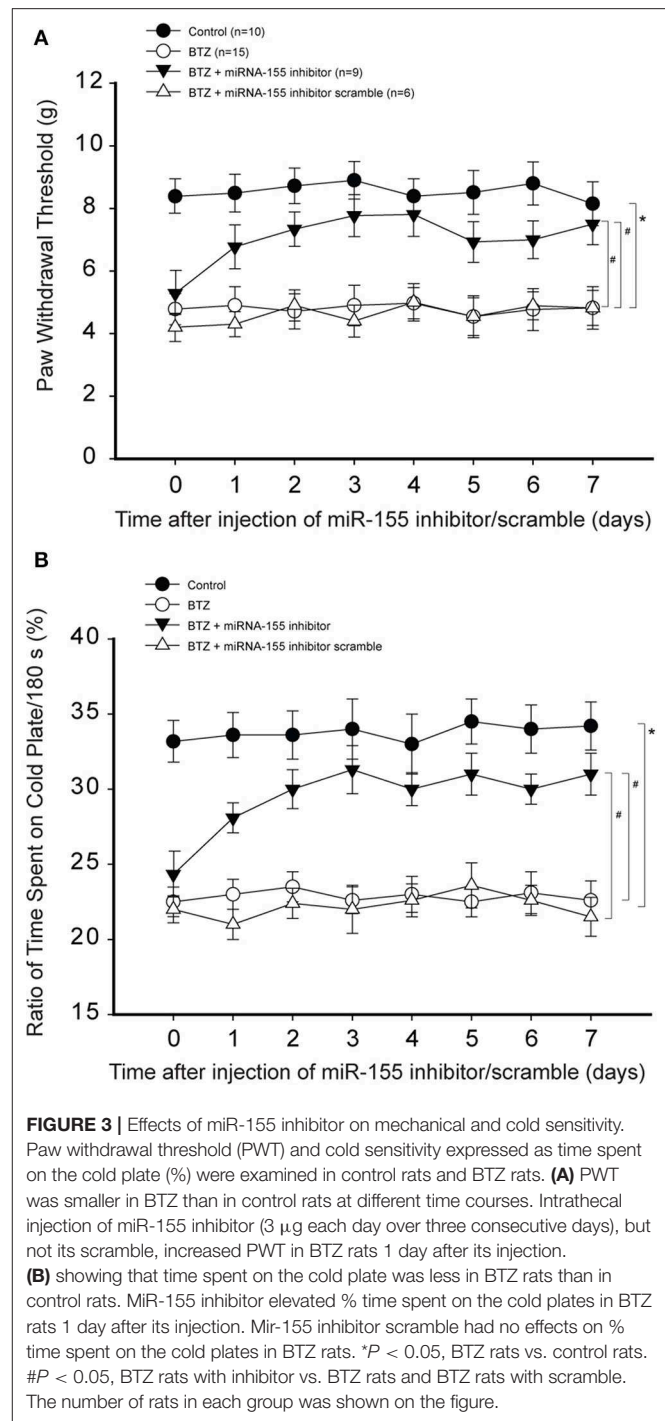 A
Control (n=10)
BTZ (n=15)
BTZ + miRNA-155 inhibitor (n=9)
BTZ + miRNA-155 inhibitor scramble (n=6)
12
10
8
6
4
2
0
Paw Withdrawal Threshold (g)
*
#
#
0 1 2 3 4 5 6 7
Time after injection of miR-155 inhibitor/scramble (days)
B
Control
BTZ
BTZ + miRNA-155 inhibitor
BTZ + miRNA-155 inhibitor scramble
40
35
30
25
20
15
Ratio of Time Spent on Cold Plate/180 s (%)
*
#
#
0 1 2 3 4 5 6 7
Time after injection of miR-155 inhibitor/scramble (days)
FIGURE 3 | Effects of miR-155 inhibitor on mechanical and cold sensitivity.
Paw withdrawal threshold (PWT) and cold sensitivity expressed as time spent
on the cold plate (%) were examined in control rats and BTZ rats. (A) PWT
was smaller in BTZ than in control rats at different time courses. Intrathecal
injection of miR-155 inhibitor (3 μg each day over three consecutive days), but
not its scramble, increased PWT in BTZ rats 1 day after its injection.
(B) showing that time spent on the cold plate was less in BTZ rats than in
control rats. MiR-155 inhibitor elevated % time spent on the cold plates in BTZ
rats 1 day after its injection. Mir-155 inhibitor scramble had no effects on %
time spent on the cold plates in BTZ rats. *P < 0.05, BTZ rats vs. control rats.
#P < 0.05, BTZ rats with inhibitor vs. BTZ rats and BTZ rats with scramble.
The number of rats in each group was shown on the figure.